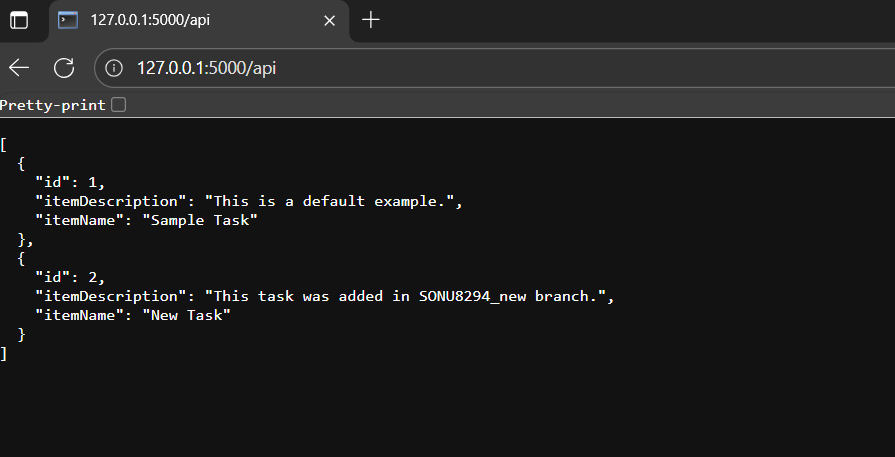 127.0.0.1:5000/api
127.0.0.1:5000/api
Pretty-print
[
  {
    "id": 1,
    "itemDescription": "This is a default example.",
    "itemName": "Sample Task"
  },
  {
    "id": 2,
    "itemDescription": "This task was added in SONU8294_new branch.",
    "itemName": "New Task"
  }
]